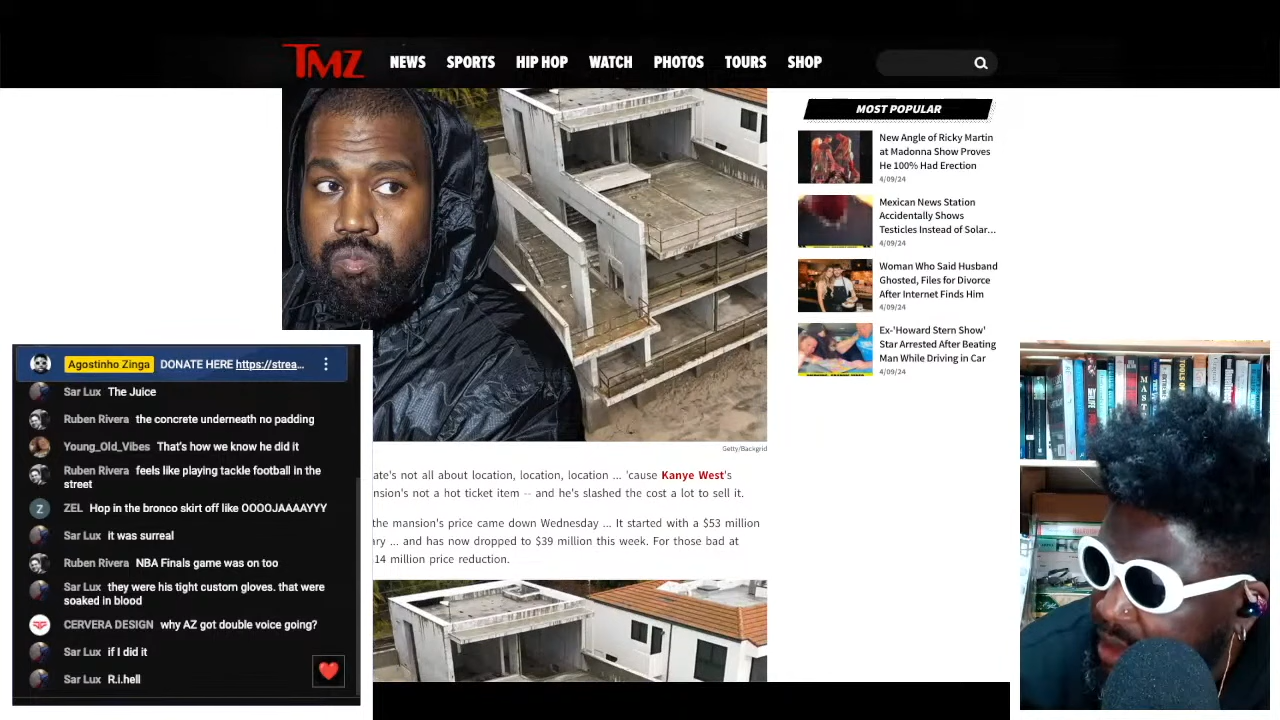 TMZ
NEWS SPORTS HIP HOP WATCH PHOTOS TOURS SHOP
MOST POPULAR
New Angle of Ricky Martin
at Madonna Show Proves
He 100% Had Erection
4/09/24
Mexican News Station
Accidentally Shows
Testicles Instead of Solar...
4/09/24
Woman Who Said Husband
Ghosted, Files for Divorce
After Internet Finds Him
4/09/24
Ex-'Howard Stern Show'
Star Arrested After Beating
Man While Driving in Car
4/09/24
Getty/Backgrid
ate's not all about location, location, location ... 'cause Kanye West's
nsion's not a hot ticket item -- and he's slashed the cost a lot to sell it.
the mansion's price came down Wednesday ... It started with a $53 million
ry ... and has now dropped to $39 million this week. For those bad at
14 million price reduction.
Agostinho Zinga DONATE HERE https://strea...
Sar Lux The Juice
Ruben Rivera the concrete underneath no padding
Young_Old_Vibes That's how we know he did it
Ruben Rivera feels like playing tackle football in the
street
Z ZEL Hop in the bronco skirt off like OOOOJAAAAYYY
Sar Lux it was surreal
Ruben Rivera NBA Finals game was on too
Sar Lux they were his tight custom gloves. that were
soaked in blood
CERVERA DESIGN why AZ got double voice going?
Sar Lux if I did it
Sar Lux R.i.hell